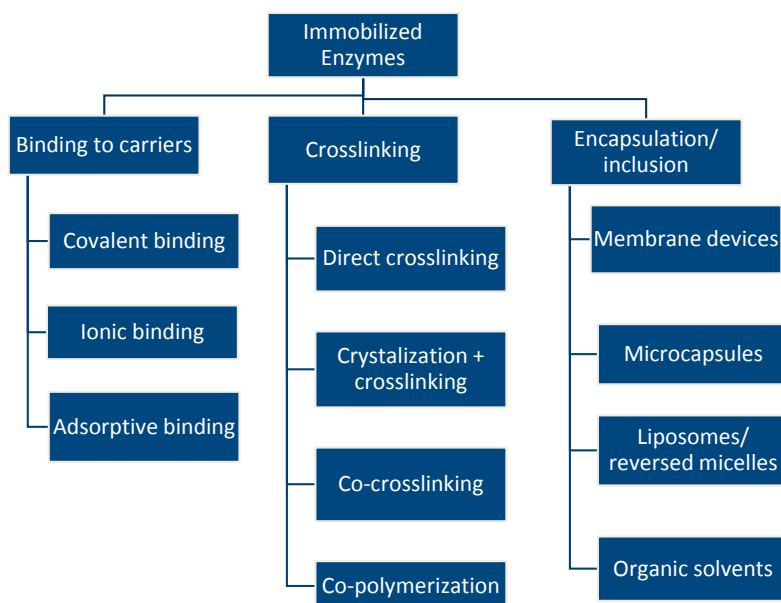 Immobilized
Enzymes
Binding to carriers
Covalent binding
Ionic binding
Adsorptive binding
Crosslinking
Direct crosslinking
Crystalization +
crosslinking
Co-crosslinking
Co-polymerization
Encapsulation/
inclusion
Membrane devices
Microcapsules
Liposomes/
reversed micelles
Organic solvents